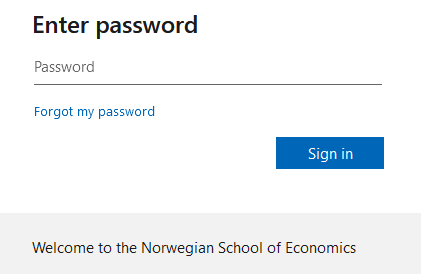 Enter password
Password
Forgot my password
Sign in
Welcome to the Norwegian School of Economics